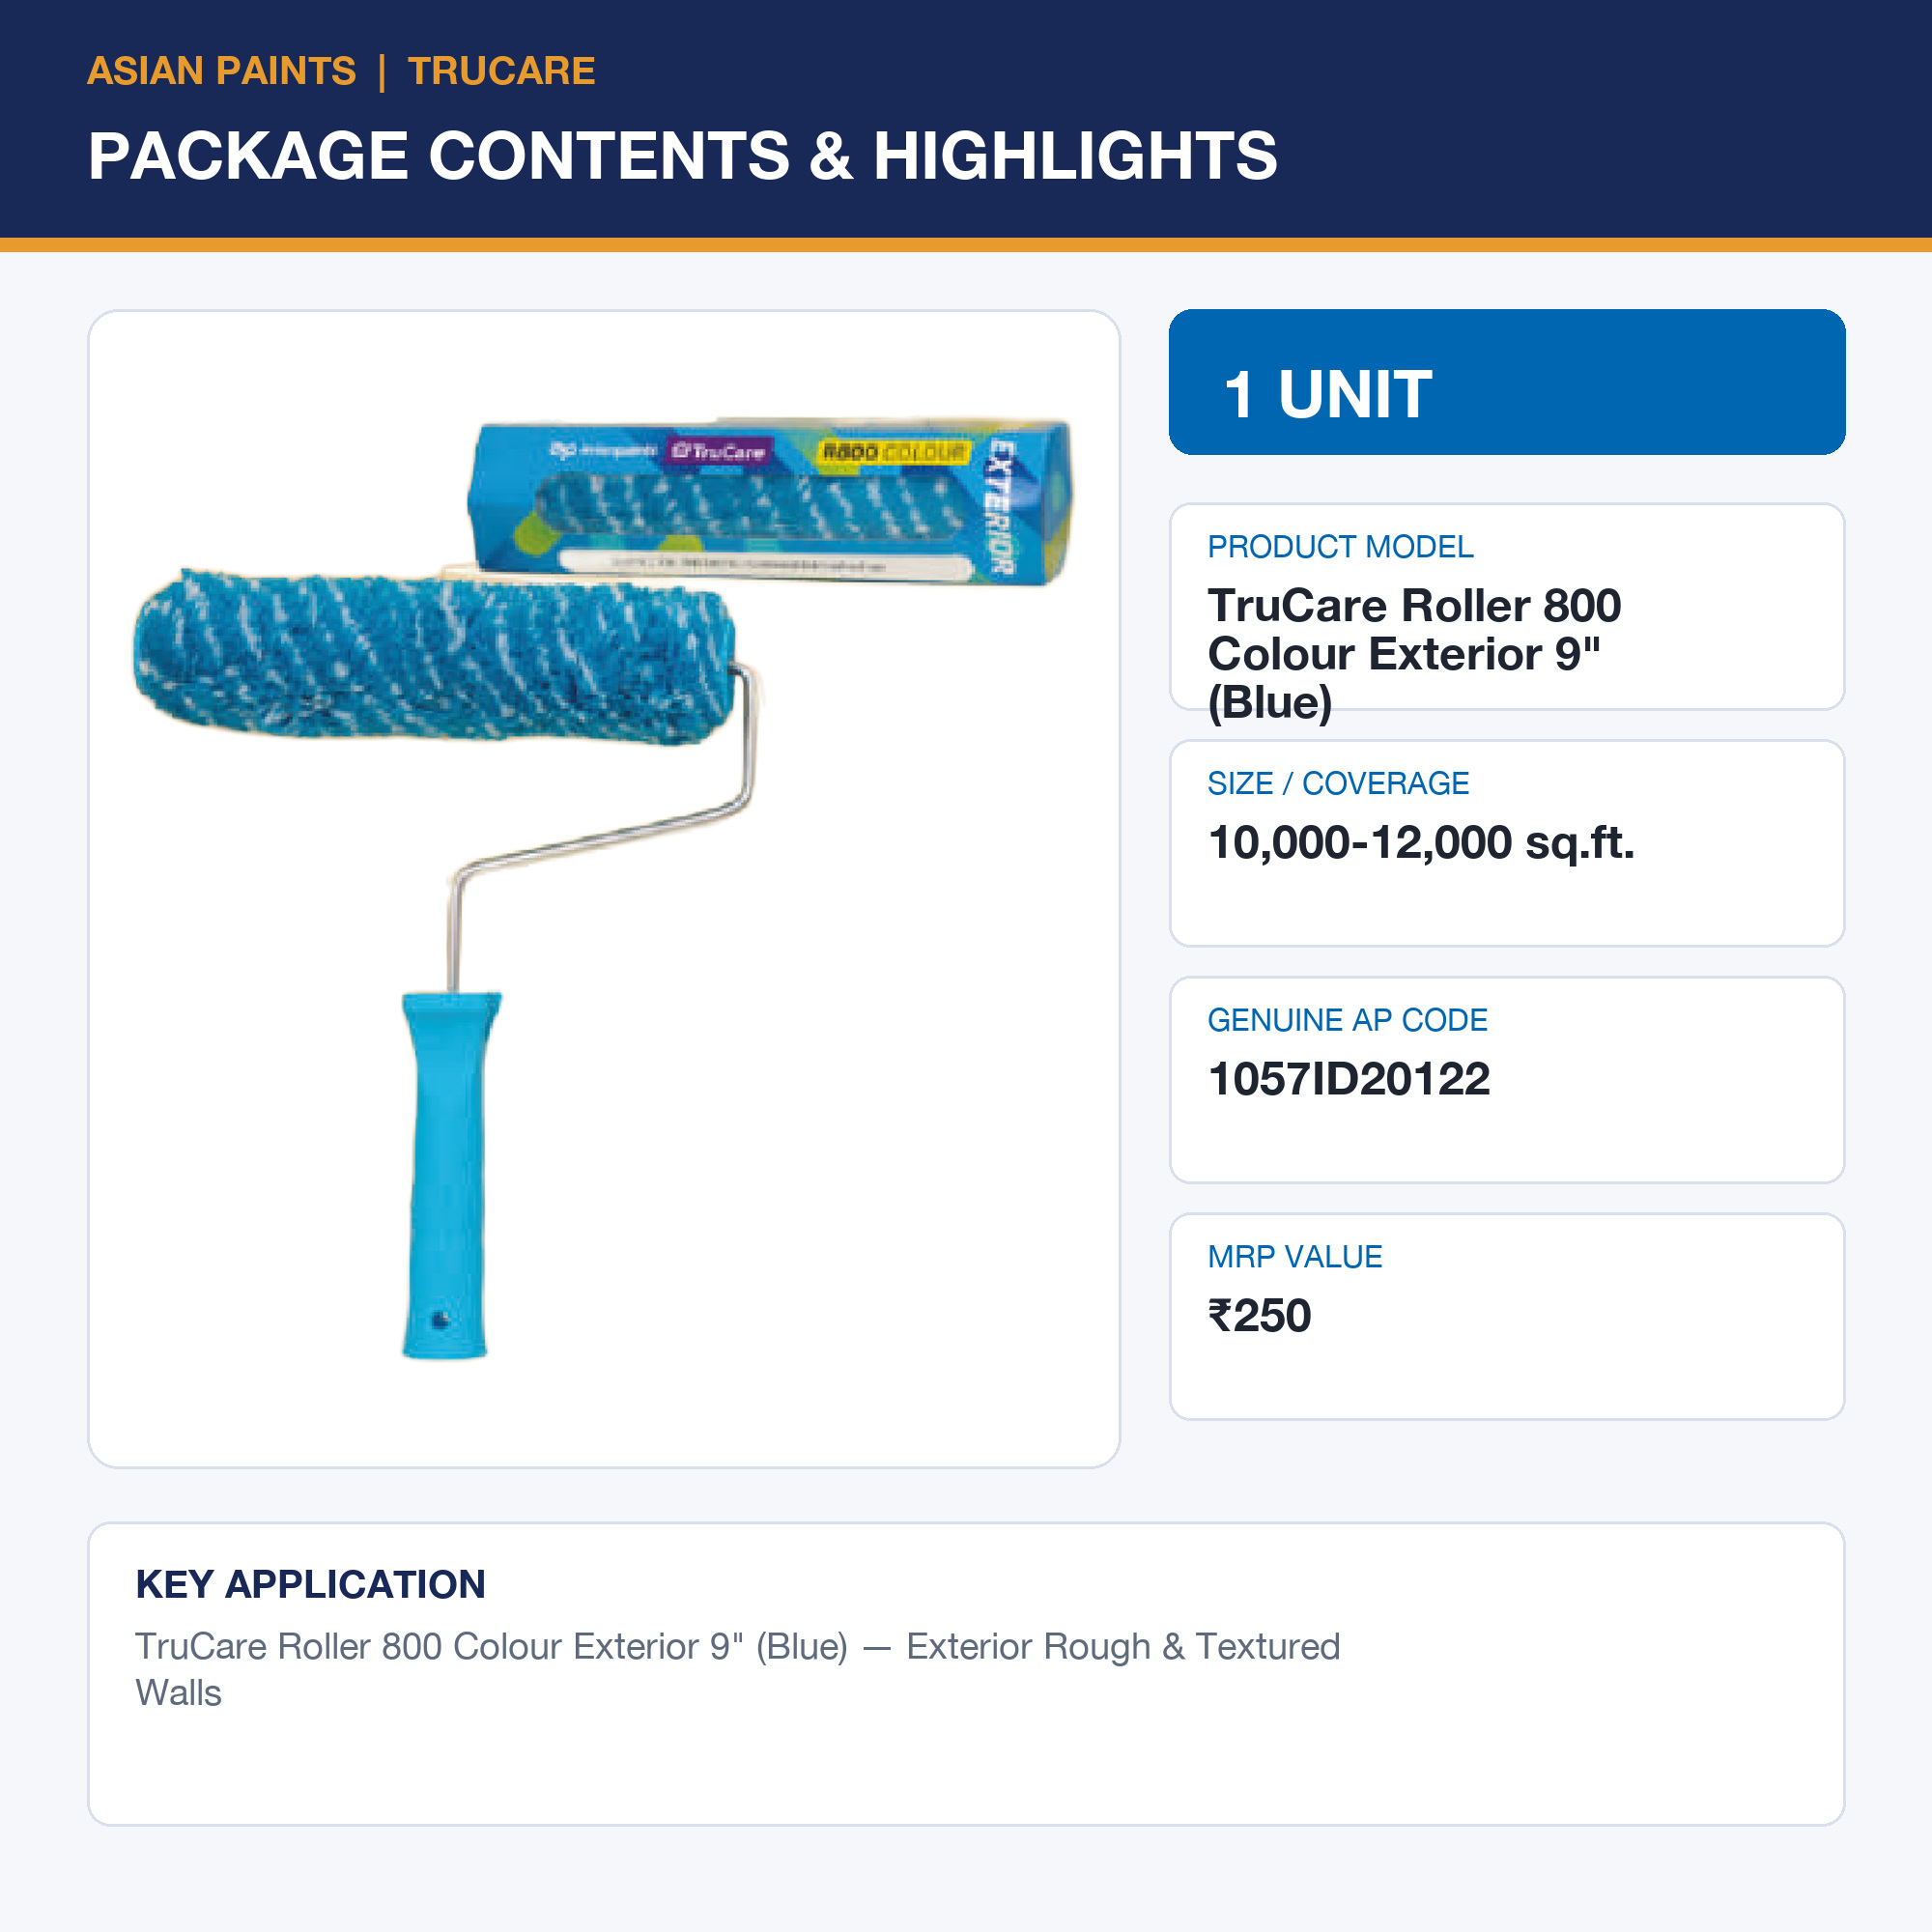 ASIAN PAINTS | TRUCARE
PACKAGE CONTENTS & HIGHLIGHTS
TruCare
COLOUR
EXTERIOR
1 UNIT
PRODUCT MODEL
TruCare Roller 800
Colour Exterior 9"
(Blue)
SIZE / COVERAGE
10,000-12,000 sq.ft.
GENUINE AP CODE
1057ID20122
MRP VALUE
₹250
KEY APPLICATION
TruCare Roller 800 Colour Exterior 9" (Blue) — Exterior Rough & Textured
Walls